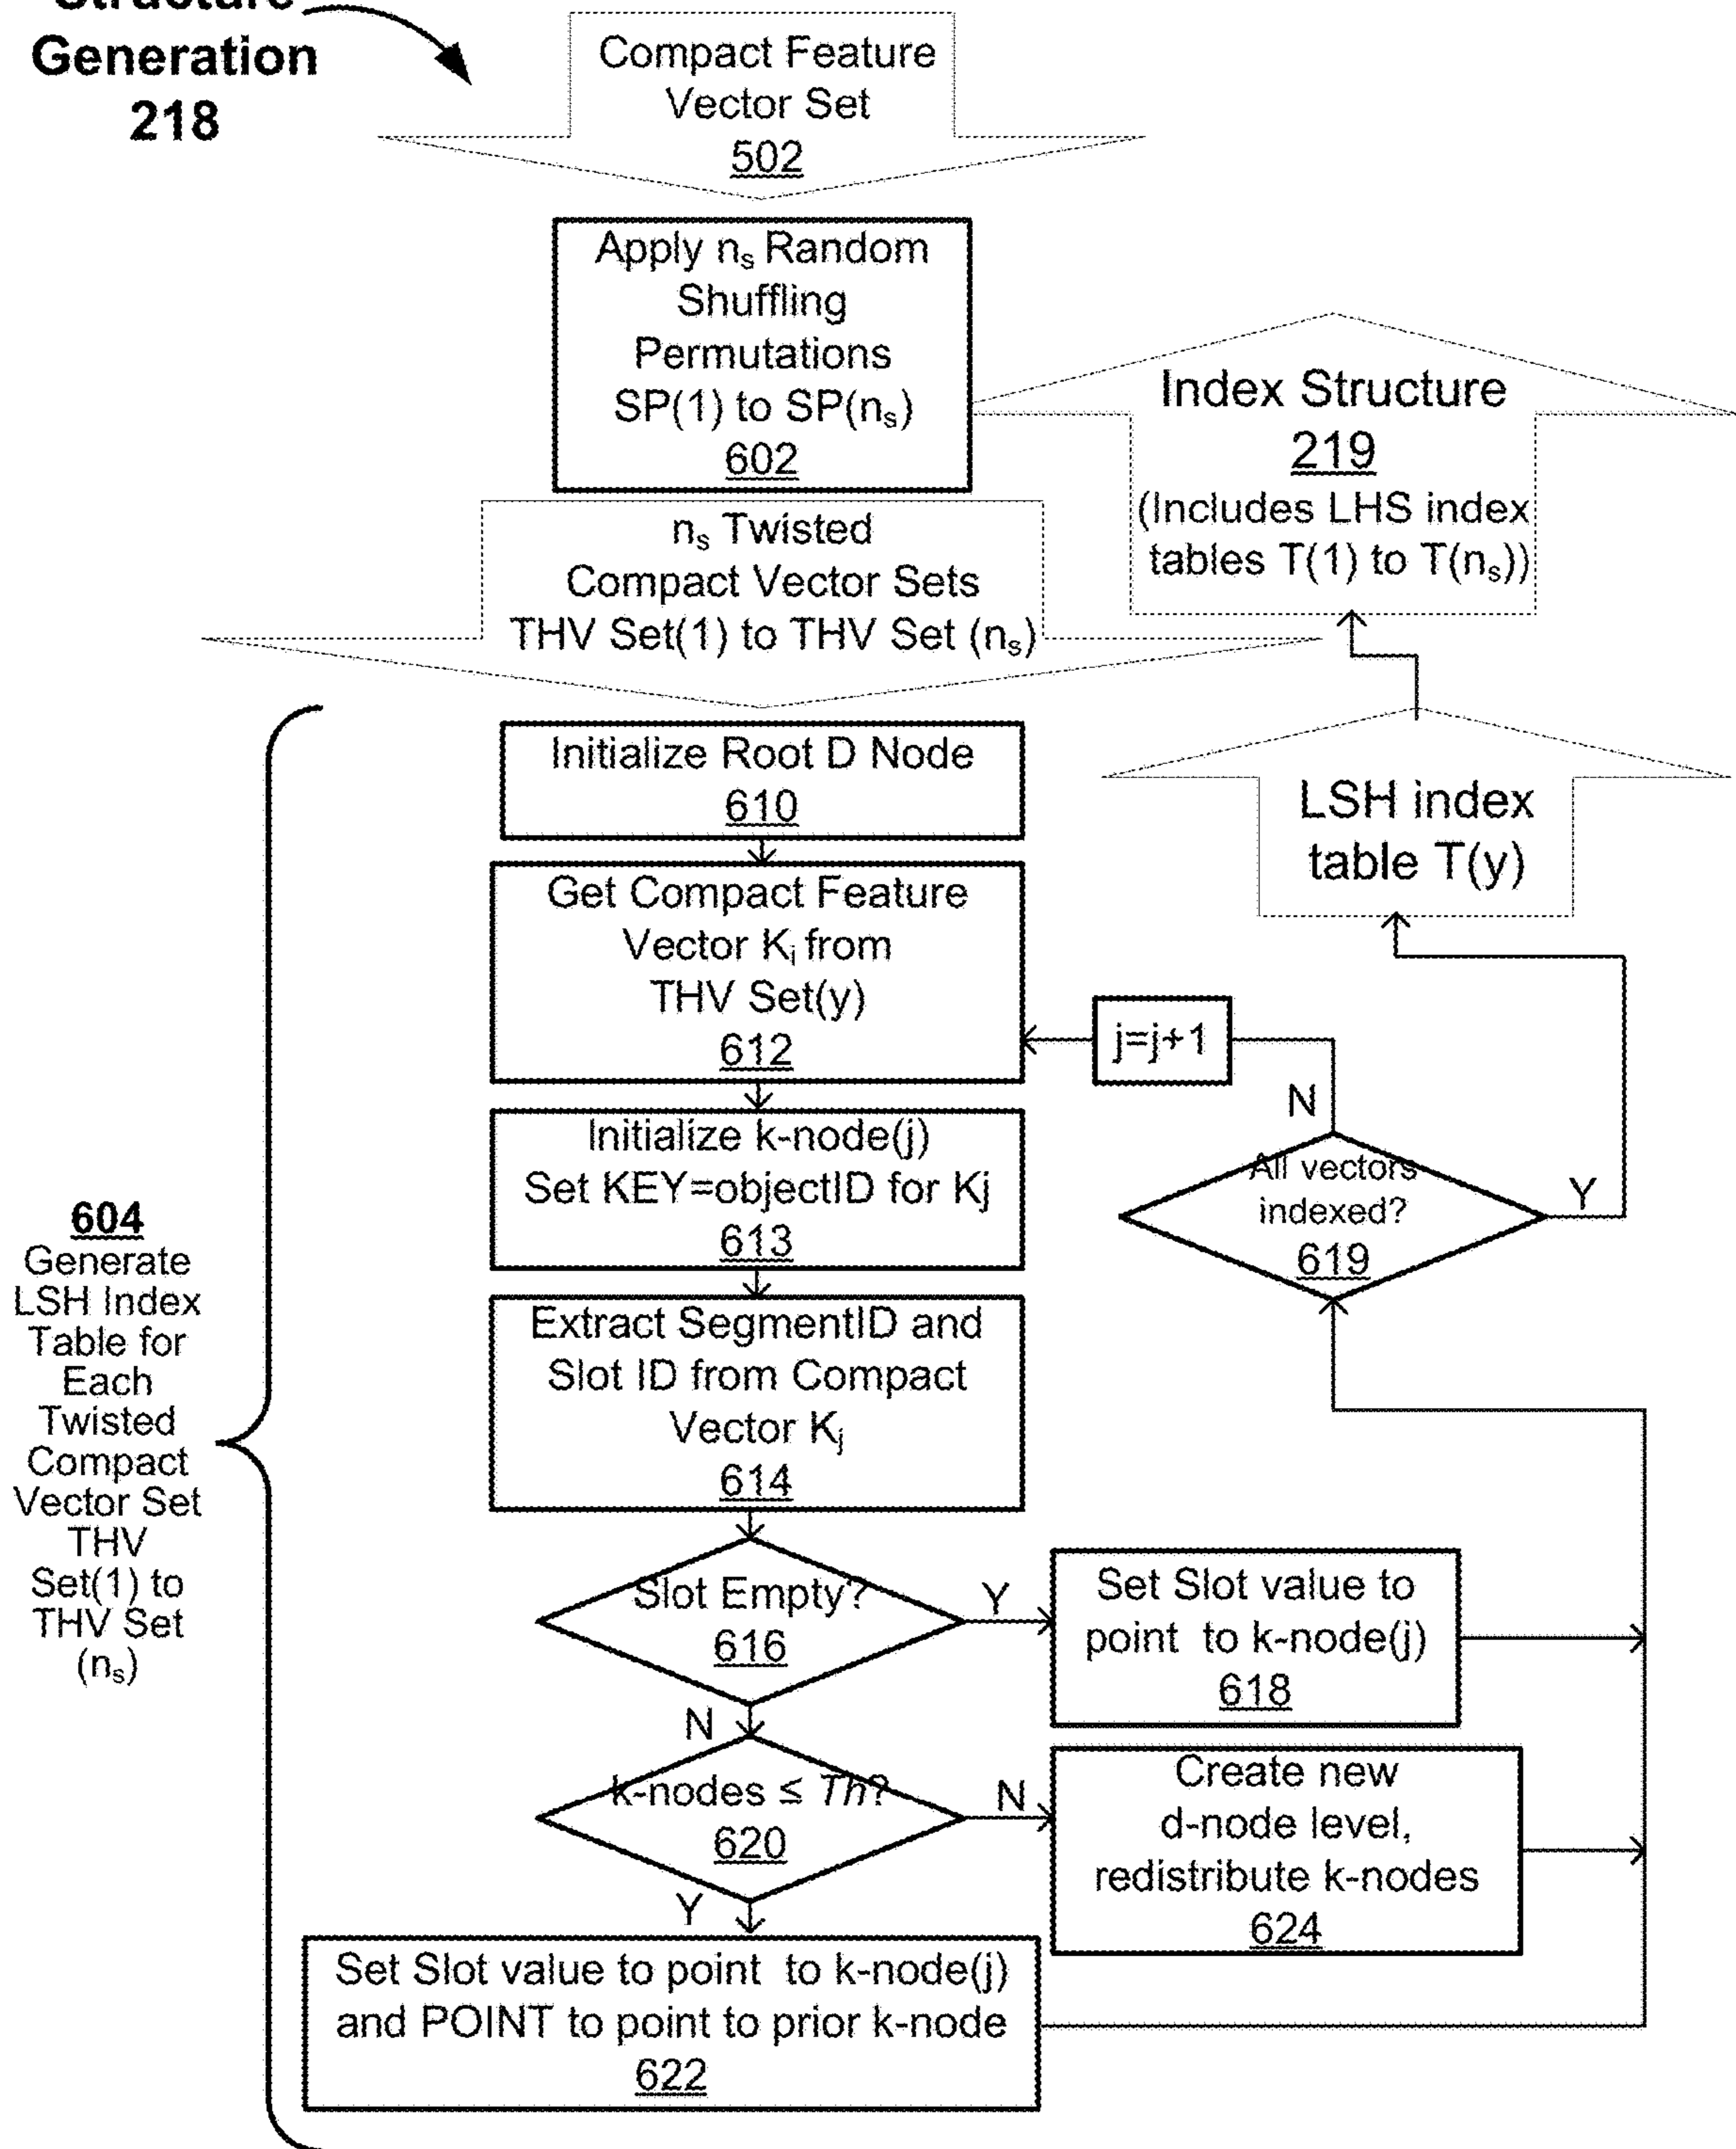 Structure
Generation
218
Compact Feature
Vector Set
502
Apply nₛ Random
Shuffling
Permutations
SP(1) to SP(nₛ)
602
Index Structure
219
(Includes LHS index
tables T(1) to T(nₛ))
nₛ Twisted
Compact Vector Sets
THV Set(1) to THV Set (nₛ)
Initialize Root D Node
610
LSH index
table T(y)
Get Compact Feature
Vector Kⱼ from
THV Set(y)
612
j=j+1
N
Initialize k-node(j)
Set KEY=objectID for Kj
613
All vectors
indexed?
619
Y
604
Generate
LSH Index
Table for
Each
Twisted
Compact
Vector Set
THV
Set(1) to
THV Set
(nₛ)
Extract SegmentID and
Slot ID from Compact
Vector Kⱼ
614
Slot Empty?
616
Y
Set Slot value to
point to k-node(j)
618
N
k-nodes ≤ Th?
620
N
Create new
d-node level,
redistribute k-nodes
624
Y
Set Slot value to point to k-node(j)
and POINT to point to prior k-node
622